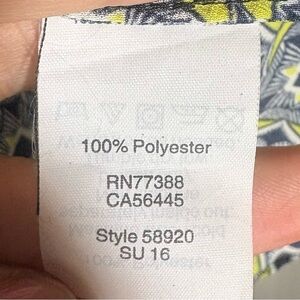 100% Polyester
RN77388
CA56445
Style 58920
SU 16